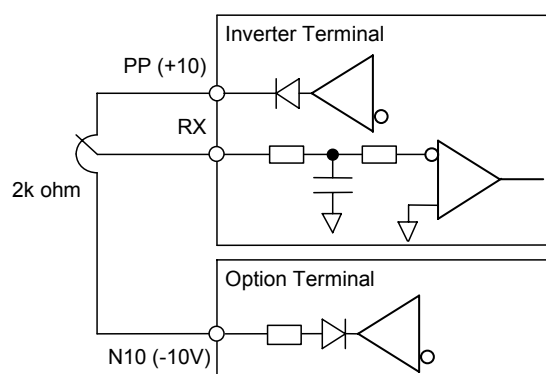 Inverter Terminal
PP (+10)
RX
2k ohm
Option Terminal
N10 (-10V)